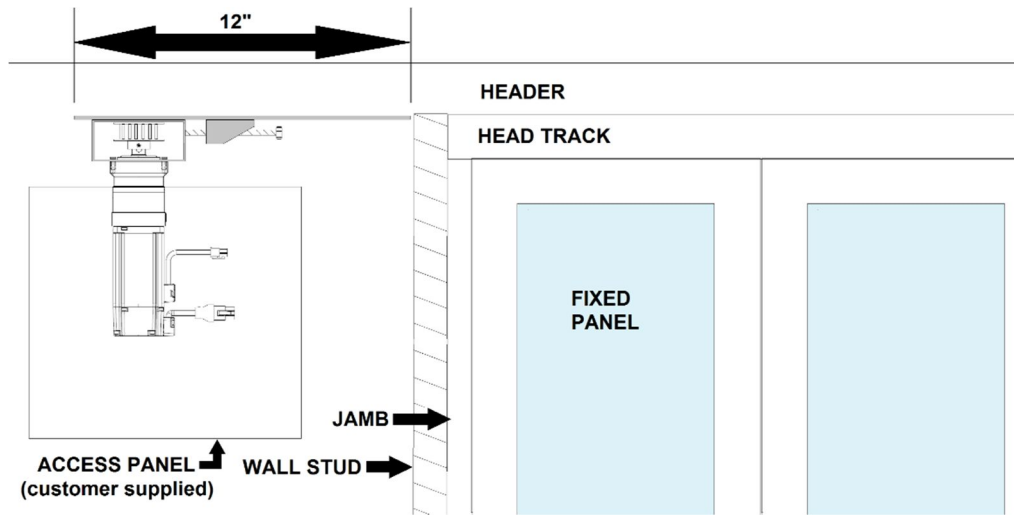 12"
HEADER
HEAD TRACK
FIXED
PANEL
JAMB
ACCESS PANEL
(customer supplied)
WALL STUD